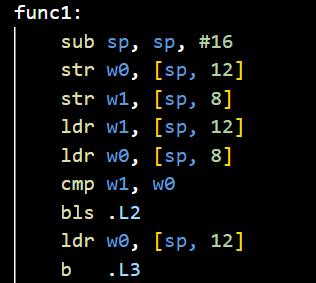 func1:
sub sp, sp, #16
str w0, [sp, 12]
str w1, [sp, 8]
ldr w1, [sp, 12]
ldr w0, [sp, 8]
cmp w1, w0
bls .L2
ldr w0, [sp, 12]
b .L3